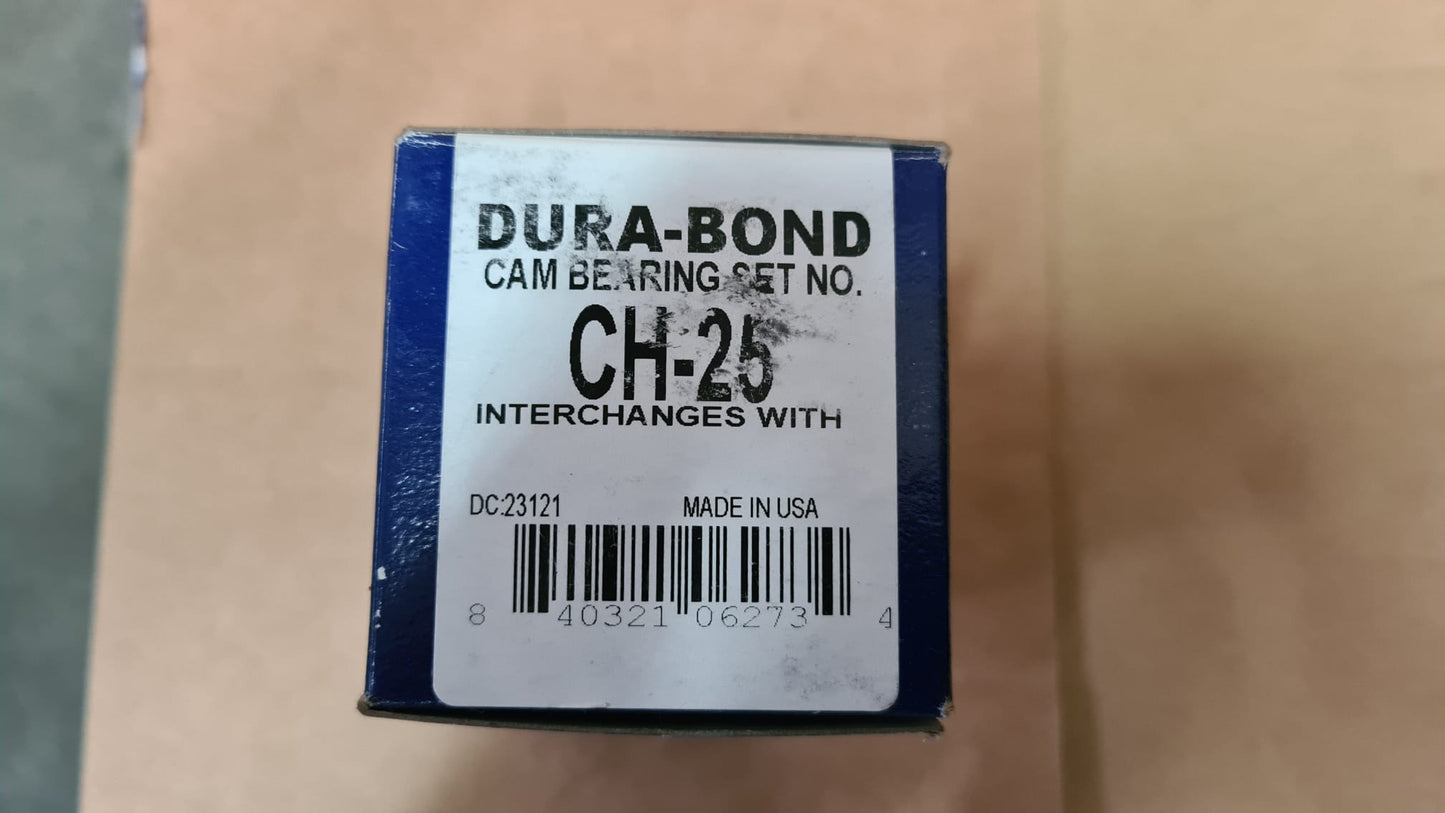 DURA-BOND
CAM BEARING SET NO.
CH-25
INTERCHANGES WITH
DC:23121 MADE IN USA
8 40321 06273 4